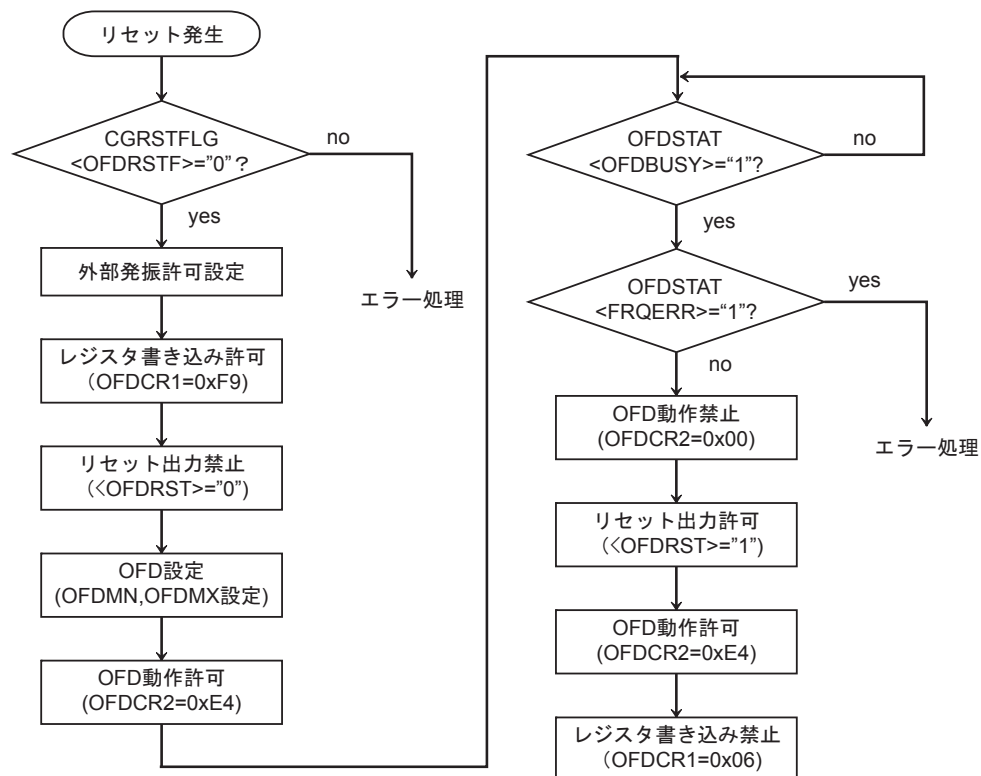 リセット発生
CGRSTFLG
<OFDRSTF>="0"?
no
yes
エラー処理
外部発振許可設定
レジスタ書き込み許可
(OFDCR1=0xF9)
リセット出力禁止
(<OFDRST>="0")
OFD設定
(OFDMN,OFDMX設定)
OFD動作許可
(OFDCR2=0xE4)
OFDSTAT
<OFDBUSY>=“1”?
no
yes
OFDSTAT
<FRQERR>=“1”?
yes
no
エラー処理
OFD動作禁止
(OFDCR2=0x00)
リセット出力許可
(<OFDRST>=”1”)
OFD動作許可
(OFDCR2=0xE4)
レジスタ書き込み禁止
(OFDCR1=0x06)